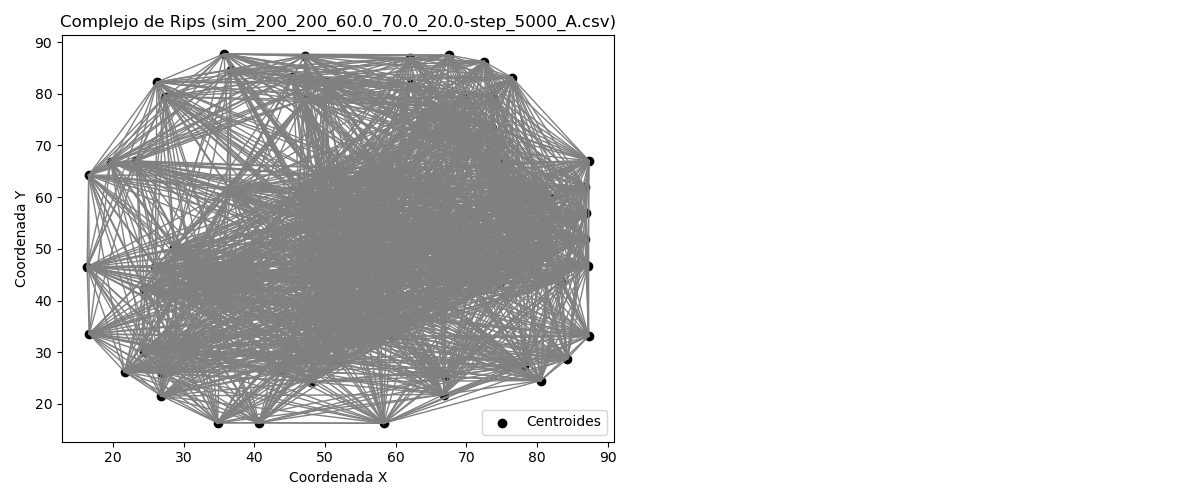 Complejo de Rips (sim_200_200_60.0_70.0_20.0-step_5000_A.csv)
90
80
70
60
50
40
30
20
Coordenada Y
Centroides
20 30 40 50 60 70 80 90
Coordenada X